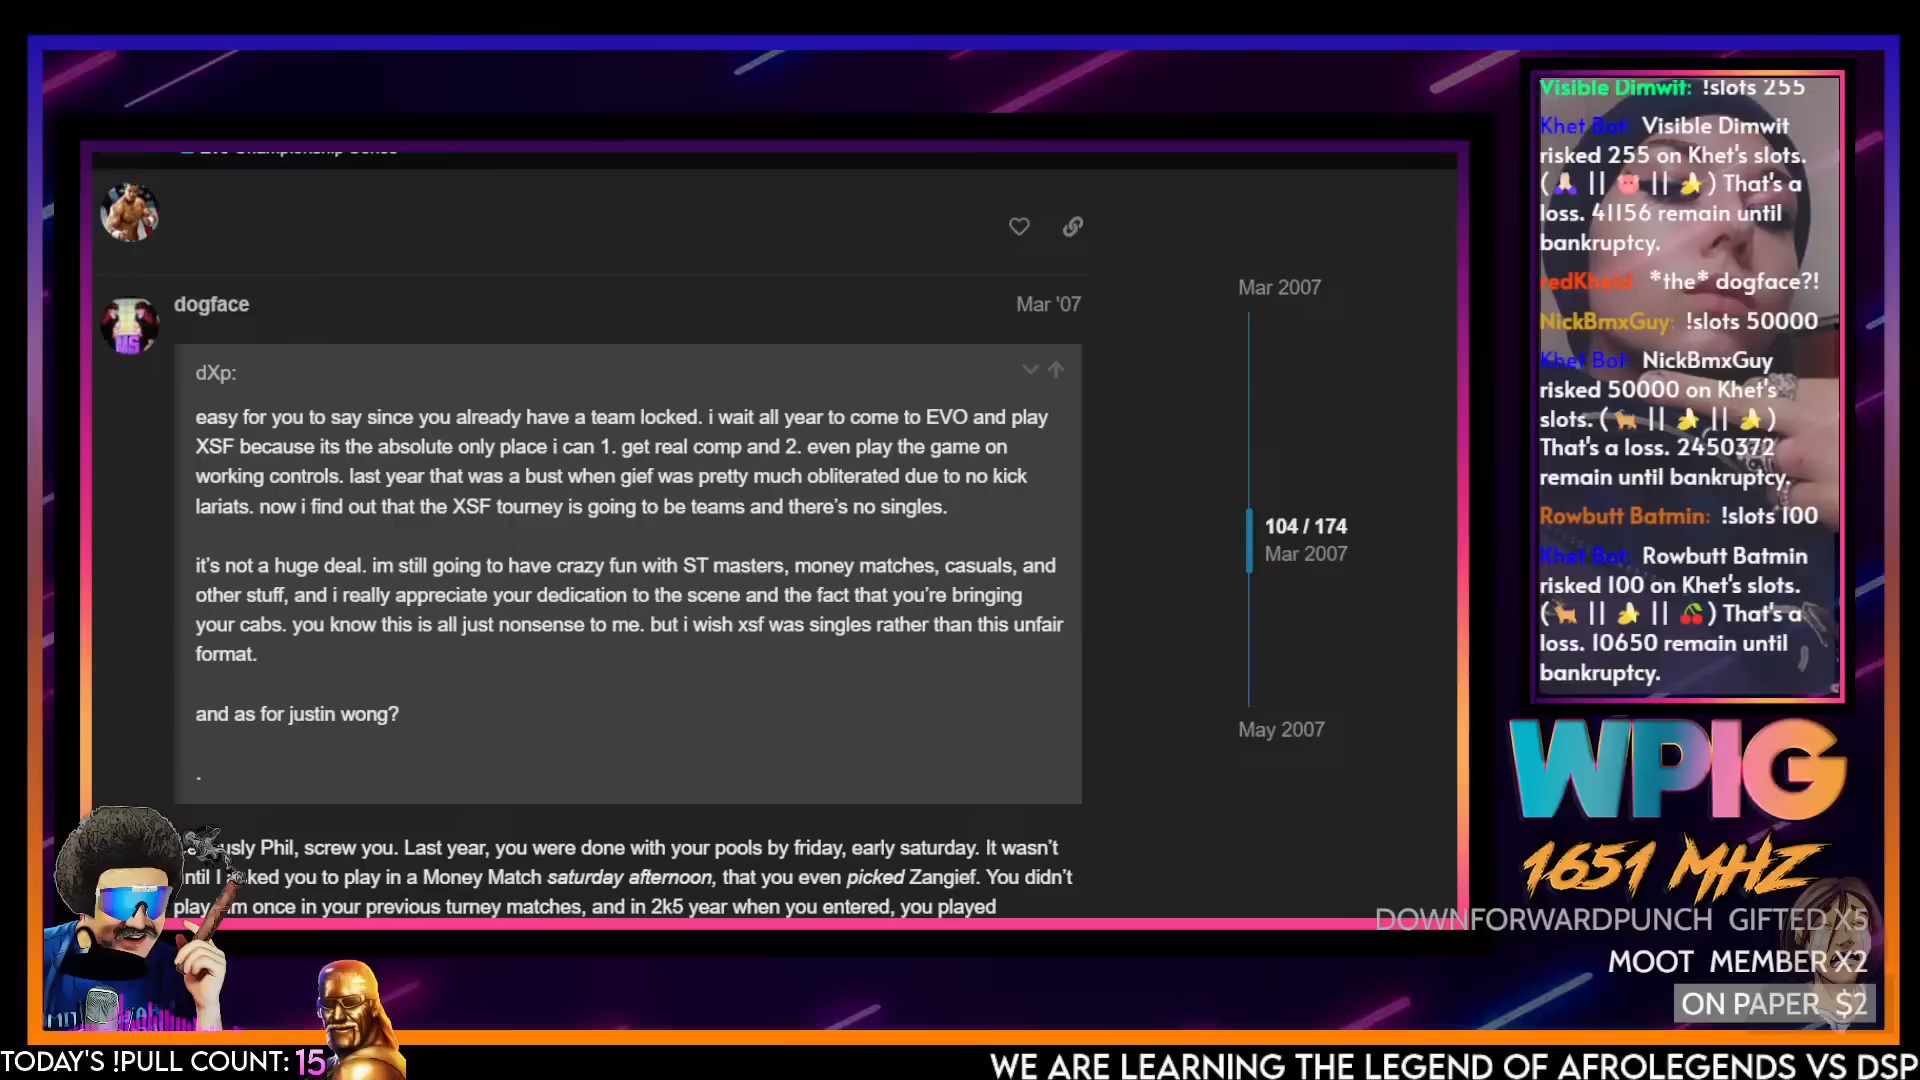 Evo Championship Series
dogface
Mar '07
dXp:
easy for you to say since you already have a team locked. i wait all year to come to EVO and play
XSF because its the absolute only place i can 1. get real comp and 2. even play the game on
working controls. last year that was a bust when gief was pretty much obliterated due to no kick
lariats. now i find out that the XSF tourney is going to be teams and there's no singles.
it's not a huge deal. im still going to have crazy fun with ST masters, money matches, casuals, and
other stuff, and i really appreciate your dedication to the scene and the fact that you're bringing
your cabs. you know this is all just nonsense to me. but i wish xsf was singles rather than this unfair
format.
and as for justin wong?
.
usly Phil, screw you. Last year, you were done with your pools by friday, early saturday. It wasn't
ntil I ked you to play in a Money Match saturday afternoon, that you even picked Zangief. You didn't
play m once in your previous turney matches, and in 2k5 year when you entered, you played
Mar 2007
104 / 174
Mar 2007
May 2007
Visible Dimwit: !slots 255
Khet Bot: Visible Dimwit
risked 255 on Khet's slots.
( 🙏 || 🐷 || 🍌 ) That's a
loss. 41156 remain until
bankruptcy.
redKheld: *the* dogface?!
NickBmxGuy: !slots 50000
Khet Bot: NickBmxGuy
risked 50000 on Khet's
slots. ( 🐕 || 🍌 || 🍌 )
That's a loss. 2450372
remain until bankruptcy.
Rowbutt Batmin: !slots 100
Khet Bot: Rowbutt Batmin
risked 100 on Khet's slots.
( 🐕 || 🍌 || 🍒 ) That's a
loss. 10650 remain until
bankruptcy.
WPIG
1651 MHZ
DOWNFORWARDPUNCH GIFTED X5
MOOT MEMBER X2
ON PAPER $2
TODAY'S !PULL COUNT: 15
WE ARE LEARNING THE LEGEND OF AFROLEGENDS VS DSP